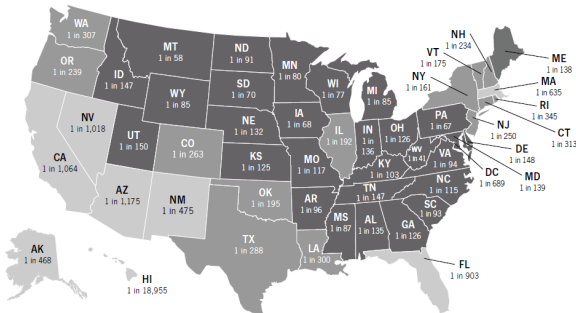 WA
1 in 307
OR
1 in 239
CA
1 in 1,064
NV
1 in 1,018
ID
1 in 147
MT
1 in 58
WY
1 in 85
UT
1 in 150
AZ
1 in 1,175
CO
1 in 263
NM
1 in 475
ND
1 in 91
SD
1 in 70
NE
1 in 132
KS
1 in 125
OK
1 in 195
TX
1 in 288
MN
1 in 80
IA
1 in 68
MO
1 in 117
AR
1 in 96
LA
1 in 300
WI
1 in 77
IL
1 in 192
MI
1 in 85
IN
1 in
136
OH
1 in 126
KY
1 in 103
TN
1 in 147
MS
1 in 87
AL
1 in 135
GA
1 in 126
FL
1 in 903
SC
1 in 93
NC
1 in 115
VA
1 in 94
WV
1 in 41
PA
1 in 67
NY
1 in 161
VT
1 in 175
NH
1 in 234
ME
1 in 138
MA
1 in 635
RI
1 in 345
CT
1 in 313
NJ
1 in 250
DE
1 in 148
MD
1 in 139
DC
1 in 689
AK
1 in 468
HI
1 in 18,955